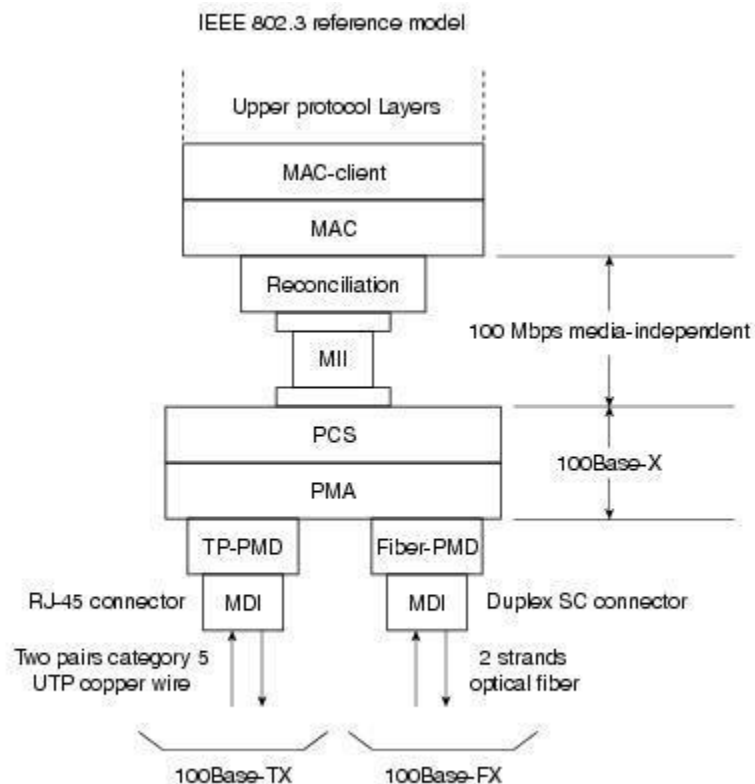 IEEE 802.3 reference model
Upper protocol Layers
MAC-client
MAC
Reconciliation
100 Mbps media-independent
MII
PCS
100Base-X
PMA
TP-PMD
Fiber-PMD
RJ-45 connector
MDI
MDI
Duplex SC connector
Two pairs category 5
UTP copper wire
2 strands
optical fiber
100Base-TX
100Base-FX